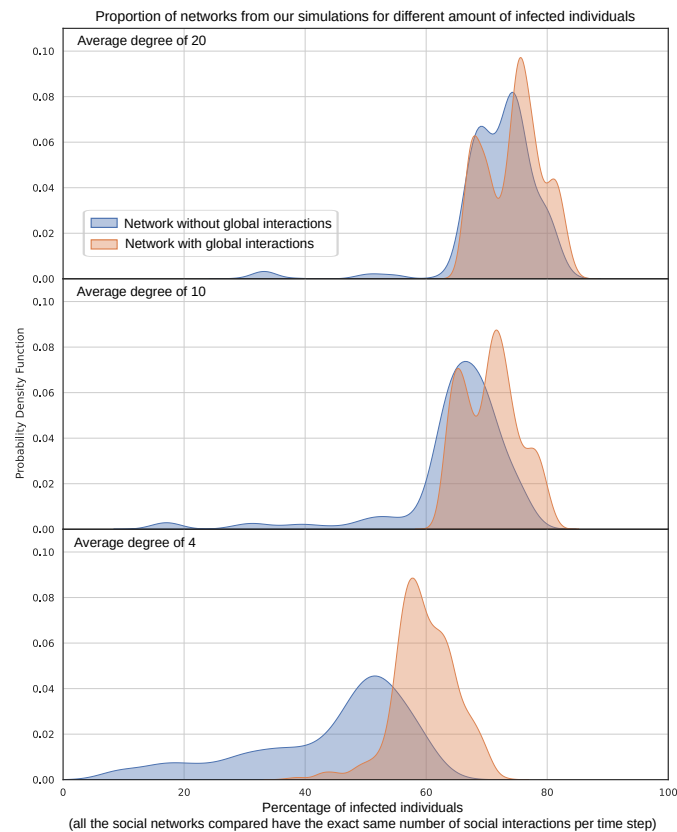 Proportion of networks from our simulations for different amount of infected individuals
Average degree of 20
0.10
0.08
0.06
0.04
0.02
0.00
Network without global interactions
Network with global interactions
Average degree of 10
0.10
0.08
0.06
0.04
0.02
0.00
Probability Density Function
Average degree of 4
0.10
0.08
0.06
0.04
0.02
0.00
0 20 40 60 80 100
Percentage of infected individuals
(all the social networks compared have the exact same number of social interactions per time step)